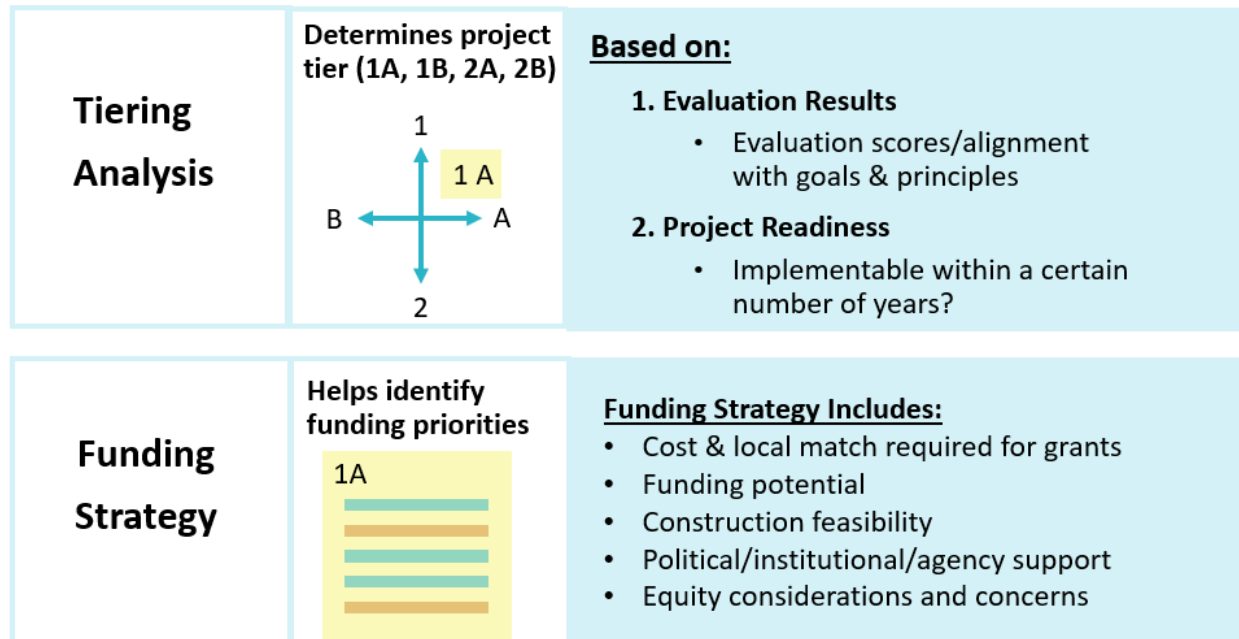 Tiering
Analysis
Determines project
tier (1A, 1B, 2A, 2B)
1
1 A
B
A
2
Based on:
1. Evaluation Results
• Evaluation scores/alignment
with goals & principles
2. Project Readiness
• Implementable within a certain
number of years?
Funding
Strategy
Helps identify
funding priorities
1A
Funding Strategy Includes:
• Cost & local match required for grants
• Funding potential
• Construction feasibility
• Political/institutional/agency support
• Equity considerations and concerns